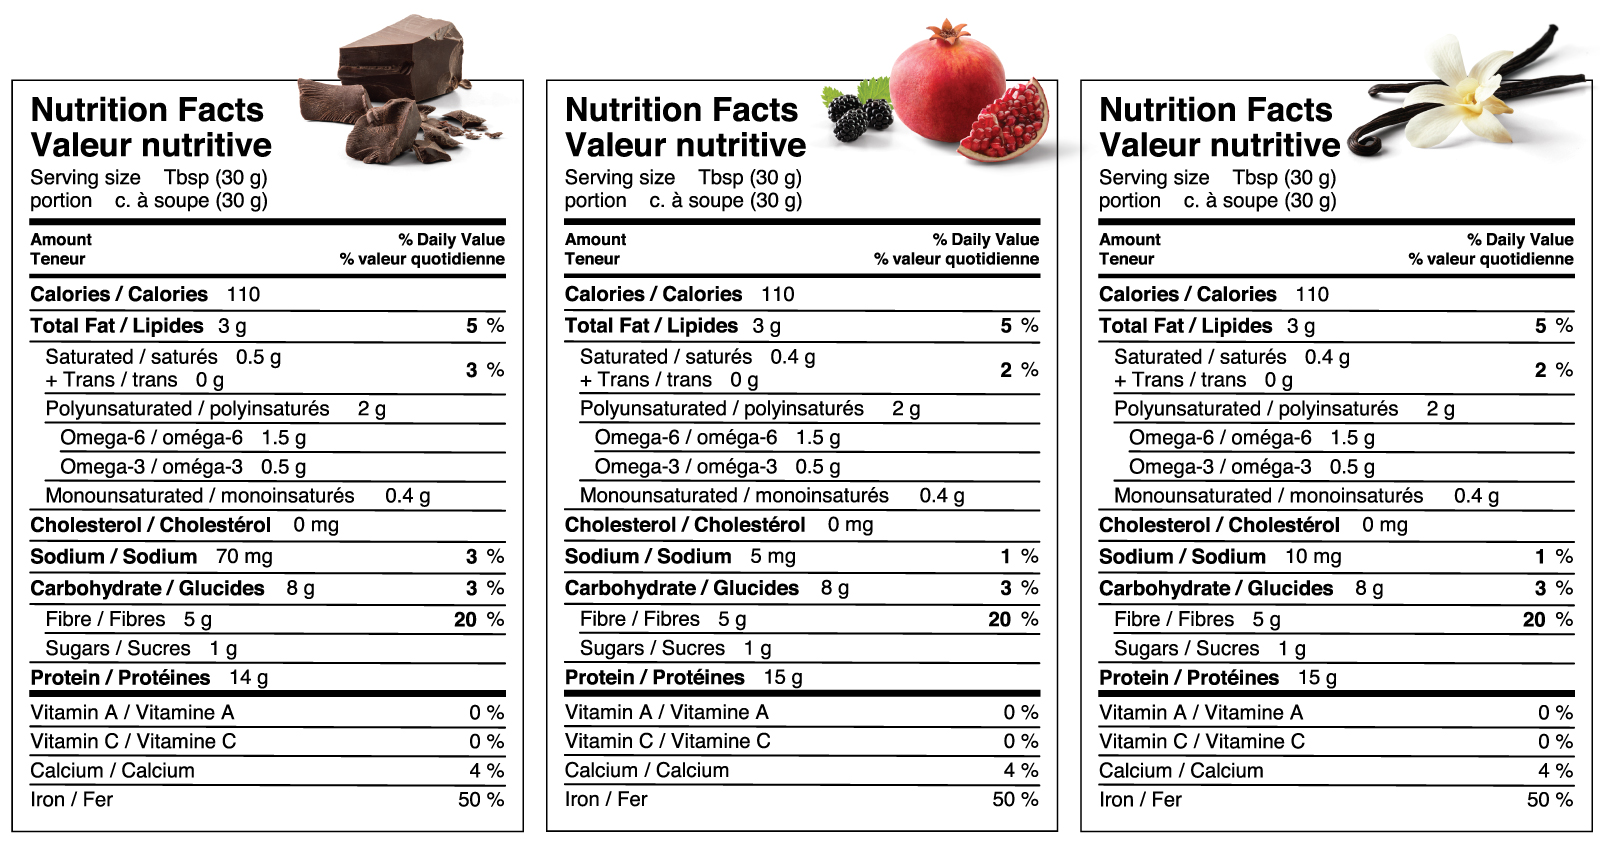 Nutrition Facts
Valeur nutritive
Serving size Tbsp (30 g)
portion c. à soupe (30 g)
Amount % Daily Value
Teneur % valeur quotidienne
Calories / Calories 110
Total Fat / Lipides 3 g 5 %
Saturated / saturés 0.5 g
+ Trans / trans 0 g 3 %
Polyunsaturated / polyinsaturés 2 g
Omega-6 / oméga-6 1.5 g
Omega-3 / oméga-3 0.5 g
Monounsaturated / monoinsaturés 0.4 g
Cholesterol / Cholestérol 0 mg
Sodium / Sodium 70 mg 3 %
Carbohydrate / Glucides 8 g 3 %
Fibre / Fibres 5 g 20 %
Sugars / Sucres 1 g
Protein / Protéines 14 g
Vitamin A / Vitamine A 0 %
Vitamin C / Vitamine C 0 %
Calcium / Calcium 4 %
Iron / Fer 50 %
Nutrition Facts
Valeur nutritive
Serving size Tbsp (30 g)
portion c. à soupe (30 g)
Amount % Daily Value
Teneur % valeur quotidienne
Calories / Calories 110
Total Fat / Lipides 3 g 5 %
Saturated / saturés 0.4 g
+ Trans / trans 0 g 2 %
Polyunsaturated / polyinsaturés 2 g
Omega-6 / oméga-6 1.5 g
Omega-3 / oméga-3 0.5 g
Monounsaturated / monoinsaturés 0.4 g
Cholesterol / Cholestérol 0 mg
Sodium / Sodium 5 mg 1 %
Carbohydrate / Glucides 8 g 3 %
Fibre / Fibres 5 g 20 %
Sugars / Sucres 1 g
Protein / Protéines 15 g
Vitamin A / Vitamine A 0 %
Vitamin C / Vitamine C 0 %
Calcium / Calcium 4 %
Iron / Fer 50 %
Nutrition Facts
Valeur nutritive
Serving size Tbsp (30 g)
portion c. à soupe (30 g)
Amount % Daily Value
Teneur % valeur quotidienne
Calories / Calories 110
Total Fat / Lipides 3 g 5 %
Saturated / saturés 0.4 g
+ Trans / trans 0 g 2 %
Polyunsaturated / polyinsaturés 2 g
Omega-6 / oméga-6 1.5 g
Omega-3 / oméga-3 0.5 g
Monounsaturated / monoinsaturés 0.4 g
Cholesterol / Cholestérol 0 mg
Sodium / Sodium 10 mg 1 %
Carbohydrate / Glucides 8 g 3 %
Fibre / Fibres 5 g 20 %
Sugars / Sucres 1 g
Protein / Protéines 15 g
Vitamin A / Vitamine A 0 %
Vitamin C / Vitamine C 0 %
Calcium / Calcium 4 %
Iron / Fer 50 %